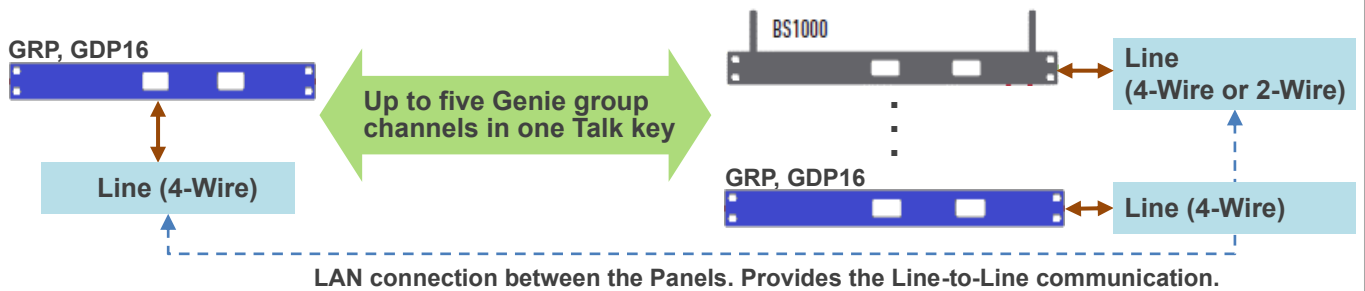 GRP, GDP16
BS1000
Line
(4-Wire or 2-Wire)
Up to five Genie group
channels in one Talk key
Line (4-Wire)
GRP, GDP16
Line (4-Wire)
LAN connection between the Panels. Provides the Line-to-Line communication.